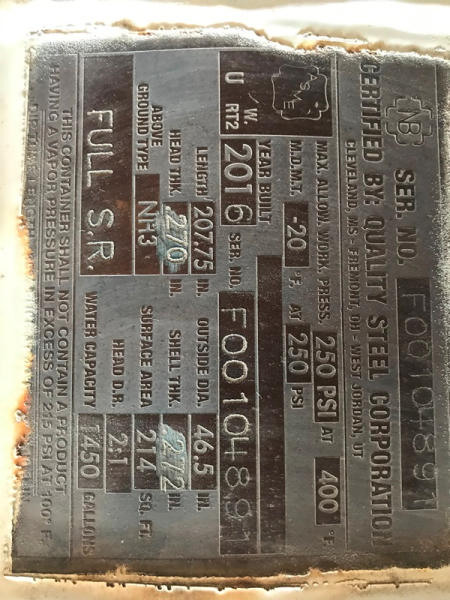 NB SER. NO. F00104891
CERTIFIED BY: QUALITY STEEL CORPORATION
CLEVELAND, MS - FREMONT, OH - WEST JORDAN, UT
MAX. ALLOW. WORK. PRESS. 250 PSI AT 400 °F
M.D.M.T. -20 °F. AT 250 PSI
ASME
W.
U RT2
YEAR BUILT 2016 SER. NO. F00104891
LENGTH 207.75 IN. OUTSIDE DIA. 46.5 IN.
HEAD THK. .270 IN. SHELL THK. .272 IN.
ABOVE GROUND TYPE NH3 SURFACE AREA 214 SQ. FT.
HEAD D.R. 2:1
FULL S.R. WATER CAPACITY 1450 GALLONS
THIS CONTAINER SHALL NOT CONTAIN A PRODUCT
HAVING A VAPOR PRESSURE IN EXCESS OF 215 PSI AT 100° F.